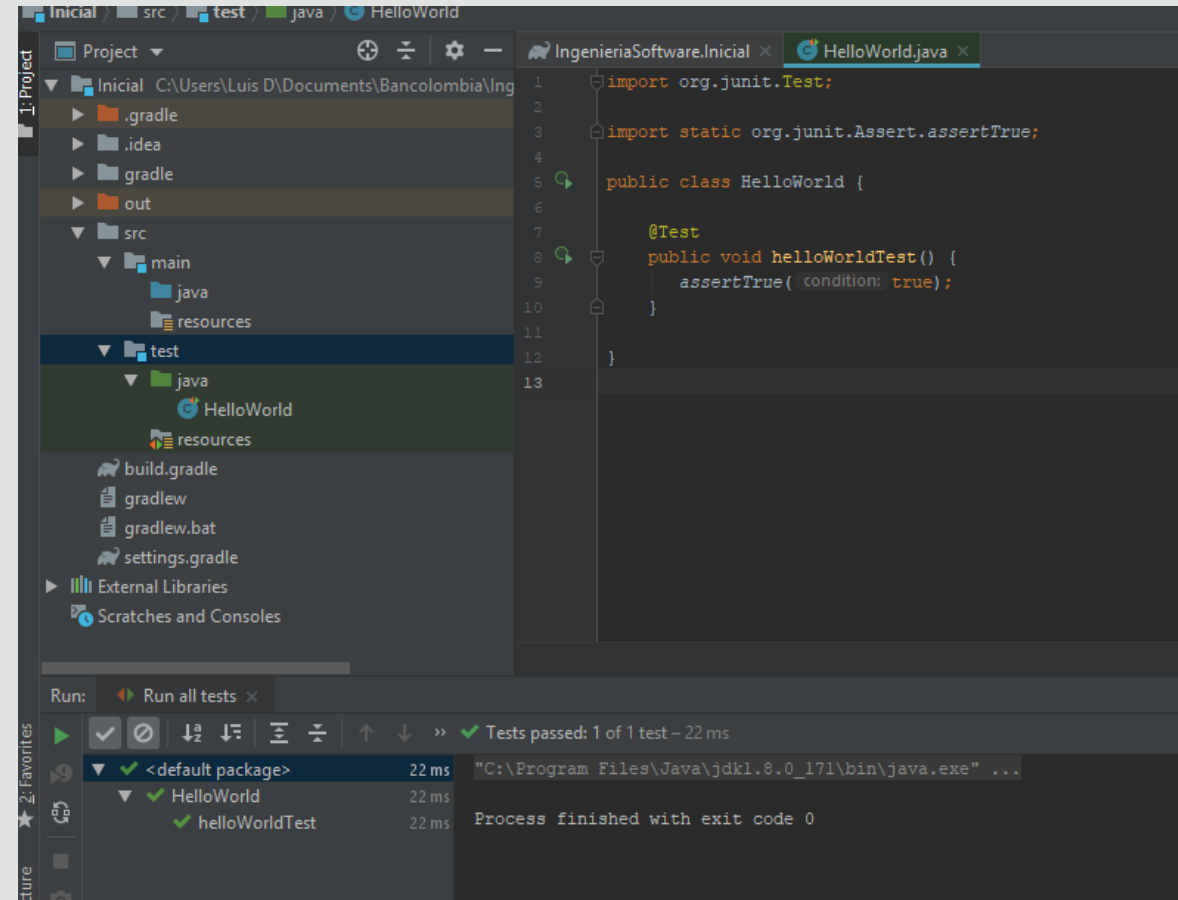 Inicial src test java HelloWorld
1: Project
Project
Inicial C:\Users\Luis D\Documents\Bancolombia\Ing
.gradle
.idea
gradle
out
src
main
java
resources
test
java
HelloWorld
resources
build.gradle
gradlew
gradlew.bat
settings.gradle
External Libraries
Scratches and Consoles
IngenieriaSoftware.Inicial × HelloWorld.java ×
1 import org.junit.Test;
2
3 import static org.junit.Assert.assertTrue;
4
5 public class HelloWorld {
6
7 @Test
8 public void helloWorldTest() {
9 assertTrue( condition: true);
10 }
11
12 }
13
Run: Run all tests ×
Tests passed: 1 of 1 test – 22 ms
<default package> 22 ms
HelloWorld 22 ms
helloWorldTest 22 ms
"C:\Program Files\Java\jdk1.8.0_171\bin\java.exe" ...
Process finished with exit code 0
2: Favorites